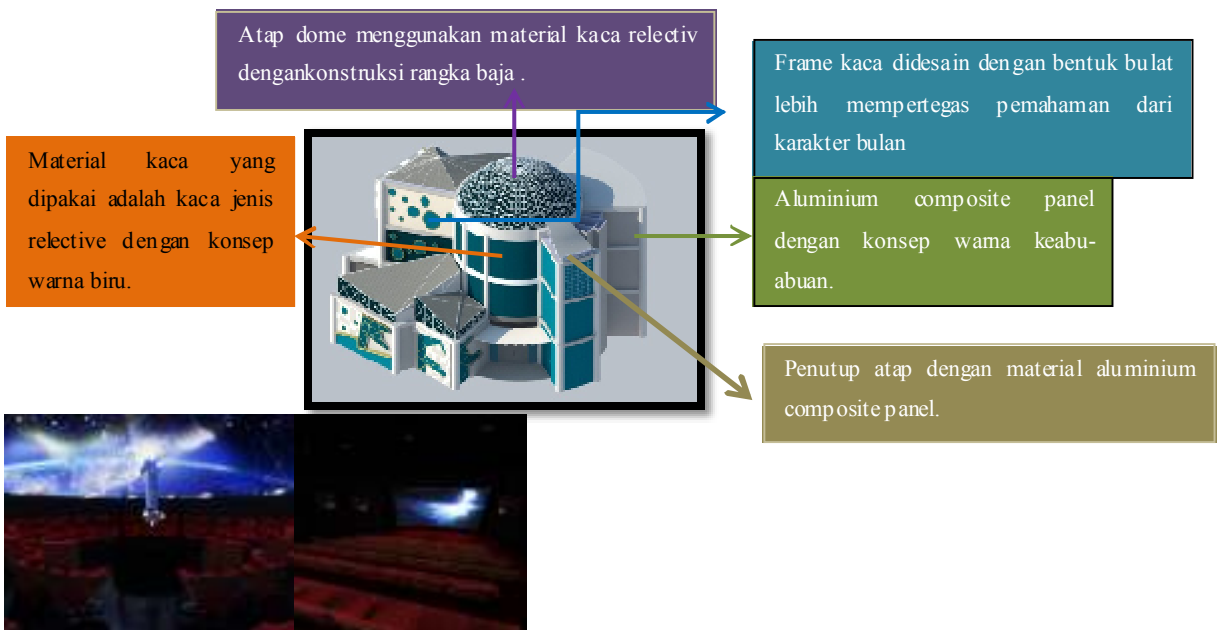 Atap dome menggunakan material kaca relectiv
dengankonstruksi rangka baja .
Frame kaca didesain dengan bentuk bulat
lebih mempertegas pemahaman dari
karakter bulan
Material kaca yang
dipakai adalah kaca jenis
relective dengan konsep
warna biru.
Aluminium composite panel
dengan konsep warna keabu-
abuan.
Penutup atap dengan material aluminium
composite panel.